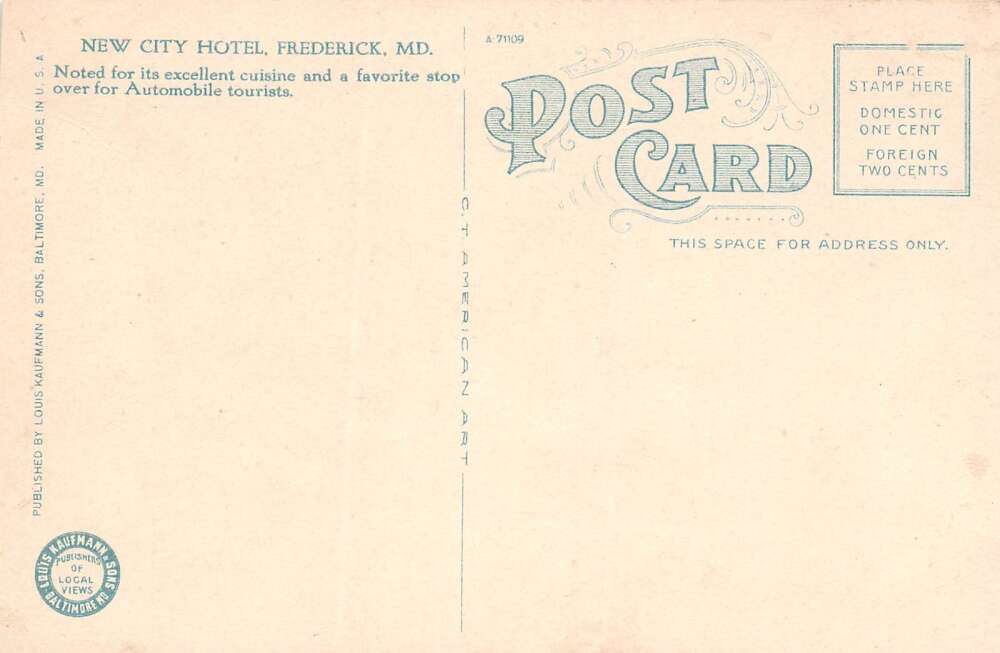 NEW CITY HOTEL, FREDERICK, MD.
Noted for its excellent cuisine and a favorite stop
over for Automobile tourists.
PUBLISHED BY LOUIS KAUFMANN & SONS, BALTIMORE, MD. MADE IN U. S. A
LOUIS KAUFMANN & SONS
PUBLISHERS
OF
LOCAL
VIEWS
BALTIMORE MD.
C. T. AMERICAN ART
A-71109
POST
CARD
PLACE
STAMP HERE
DOMESTIC
ONE CENT
FOREIGN
TWO CENTS
THIS SPACE FOR ADDRESS ONLY.